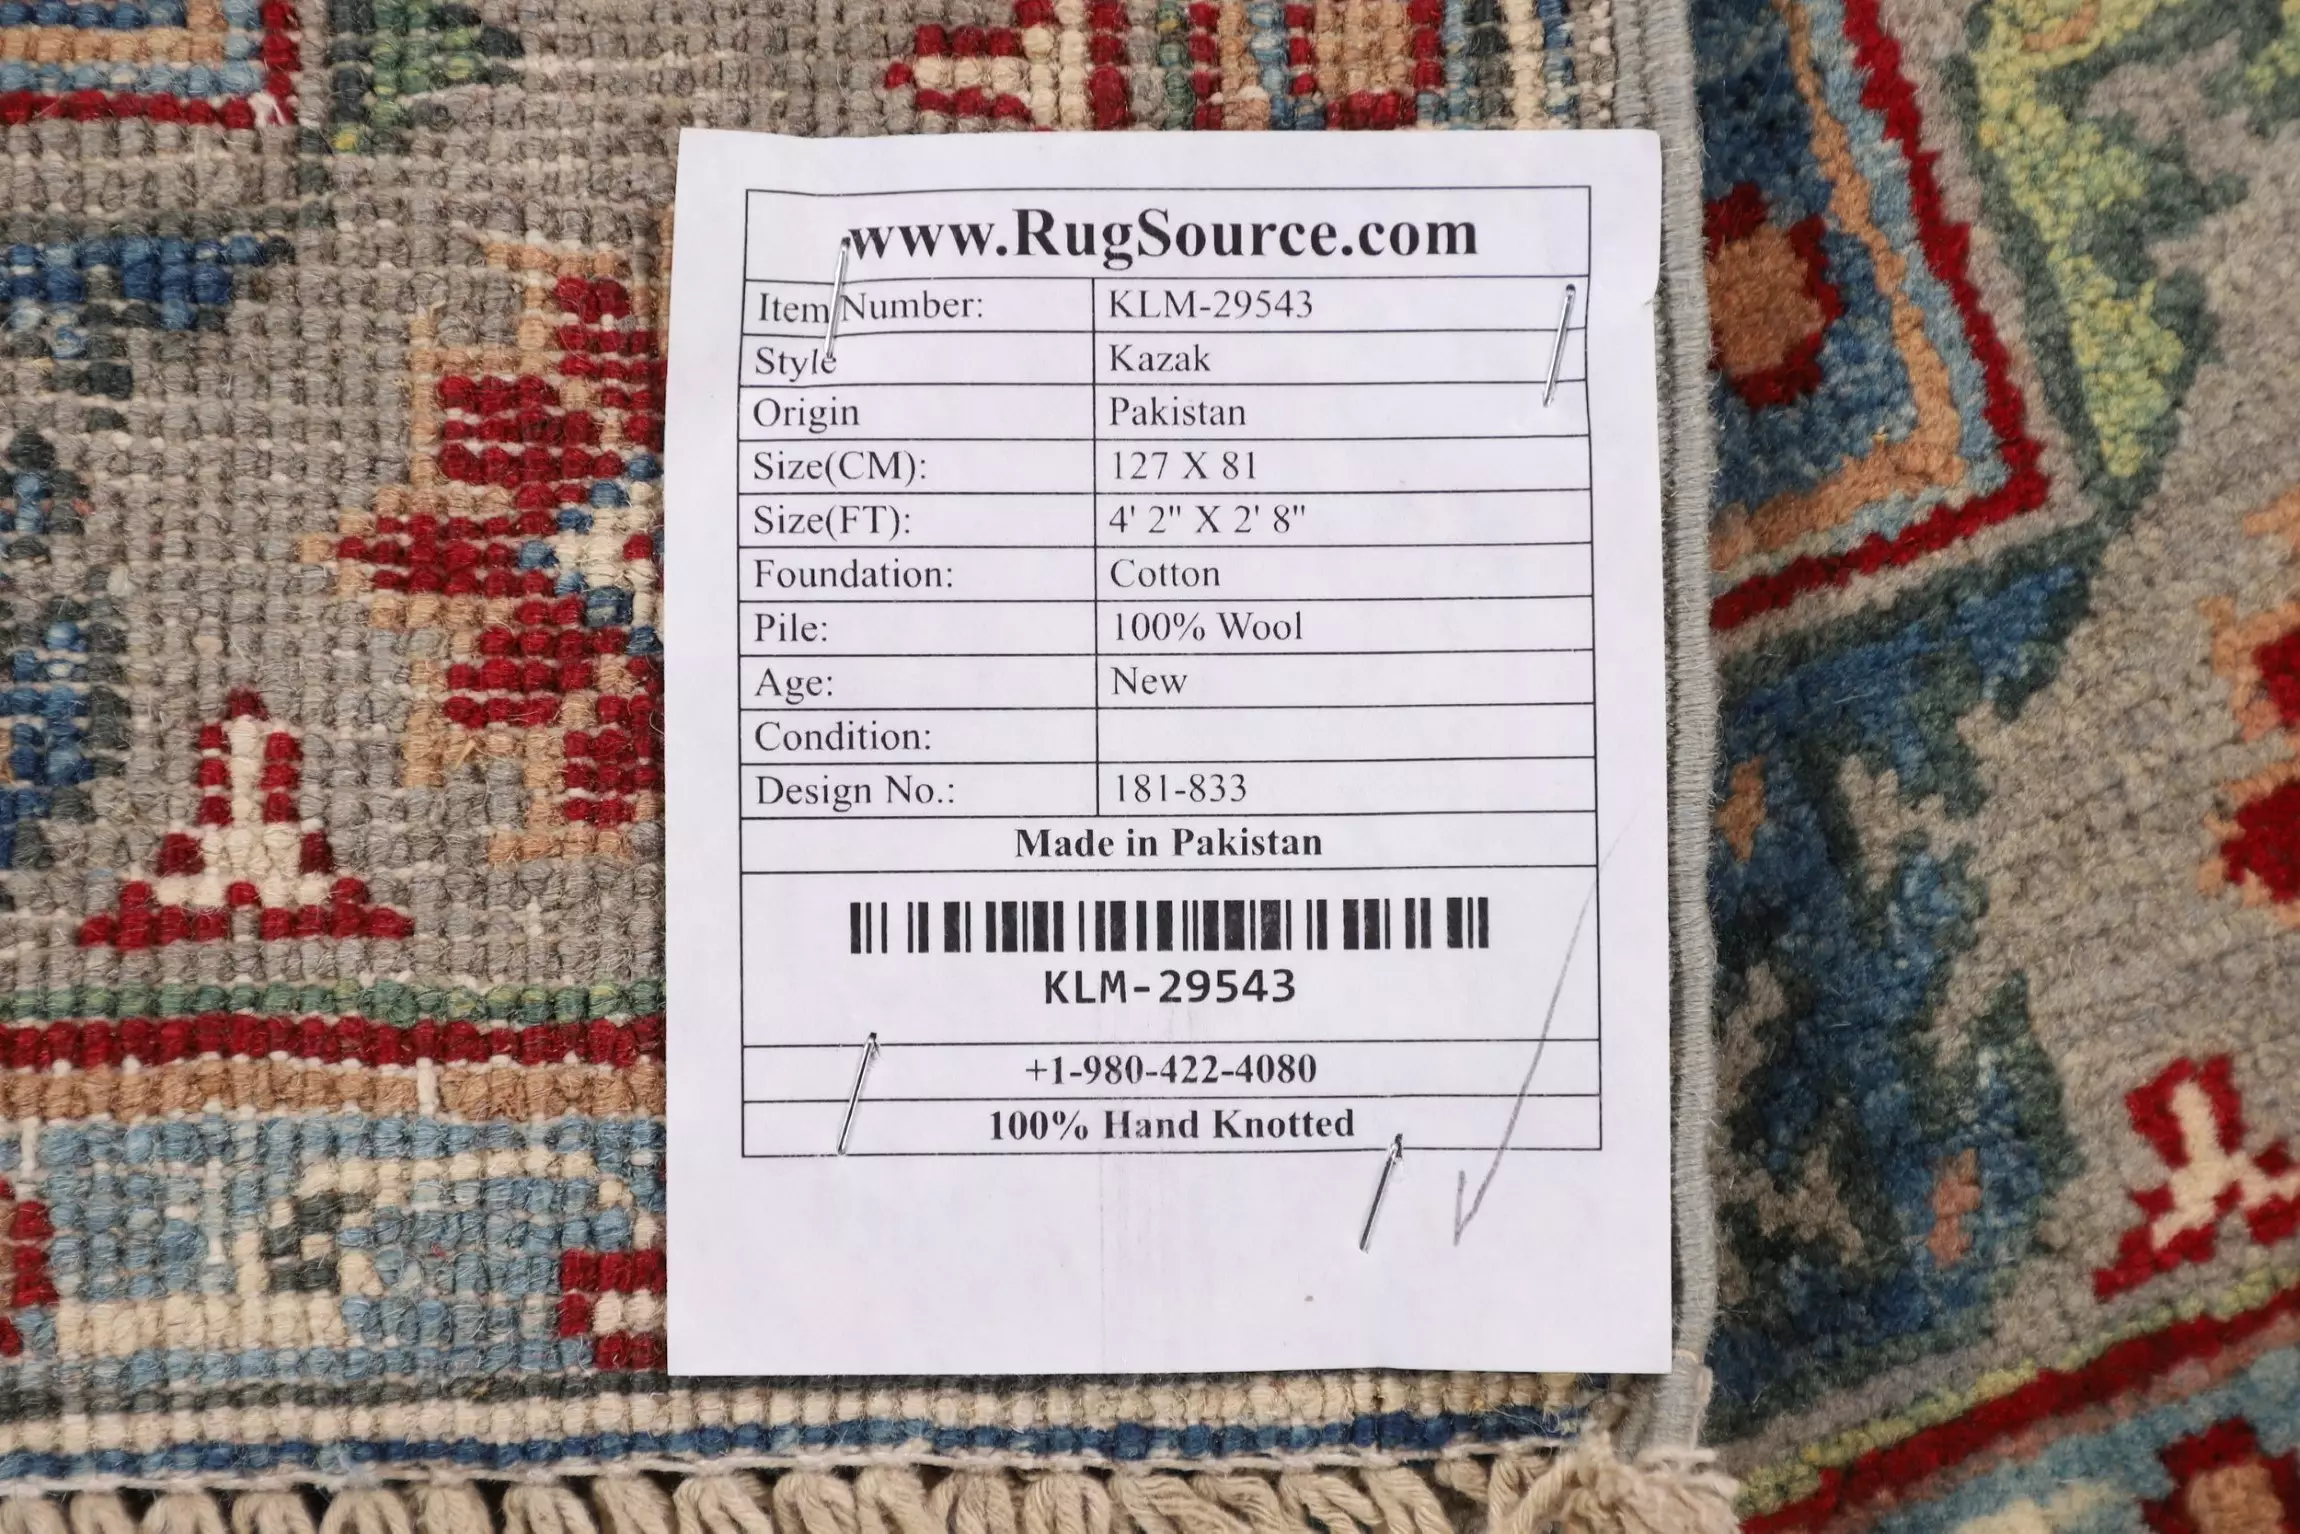 www.RugSource.com
Item Number: KLM-29543
Style Kazak
Origin Pakistan
Size(CM): 127 X 81
Size(FT): 4' 2" X 2' 8"
Foundation: Cotton
Pile: 100% Wool
Age: New
Condition:
Design No.: 181-833
Made in Pakistan
KLM-29543
+1-980-422-4080
100% Hand Knotted